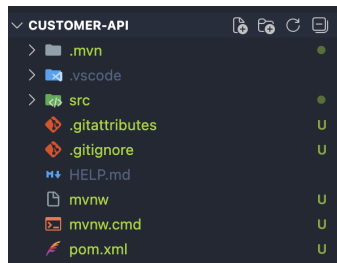 CUSTOMER-API
.mvn
.vscode
src
.gitattributes U
.gitignore U
M↓ HELP.md
mvnw U
mvnw.cmd U
pom.xml U